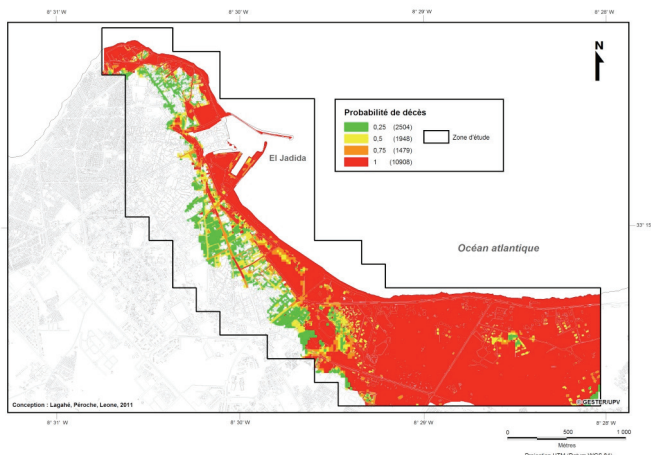 8° 31' W
8° 30' W
8° 29' W
8° 28' W
N
Probabilité de décès
0,25 (2504)
0,5 (1948)
0,75 (1479)
1 (10908)
Zone d'étude
El Jadida
33° 15'
Océan atlantique
Conception : Lagahé, Péroche, Leone, 2011
© GESTER/UPV
8° 31' W
8° 30' W
8° 29' W
8° 28' W
0 500 1 000
Mètres